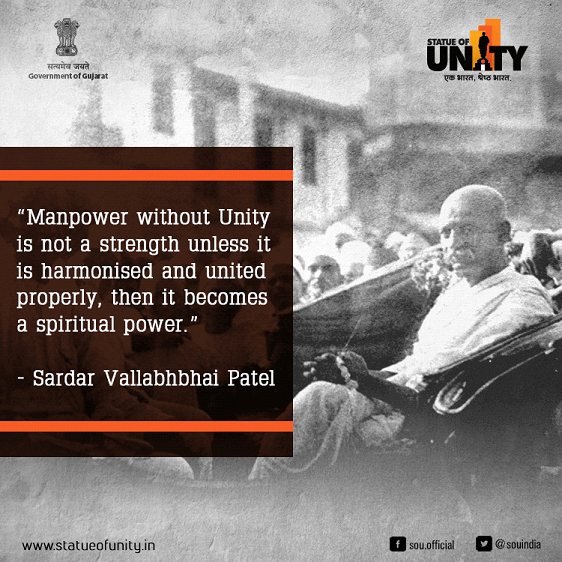 सत्यमेव जयते
Government of Gujarat
STATUE OF
UNITY
एक भारत, श्रेष्ठ भारत.
“Manpower without Unity
is not a strength unless it
is harmonised and united
properly, then it becomes
a spiritual power.”
- Sardar Vallabhbhai Patel
www.statueofunity.in
sou.official
@souindia